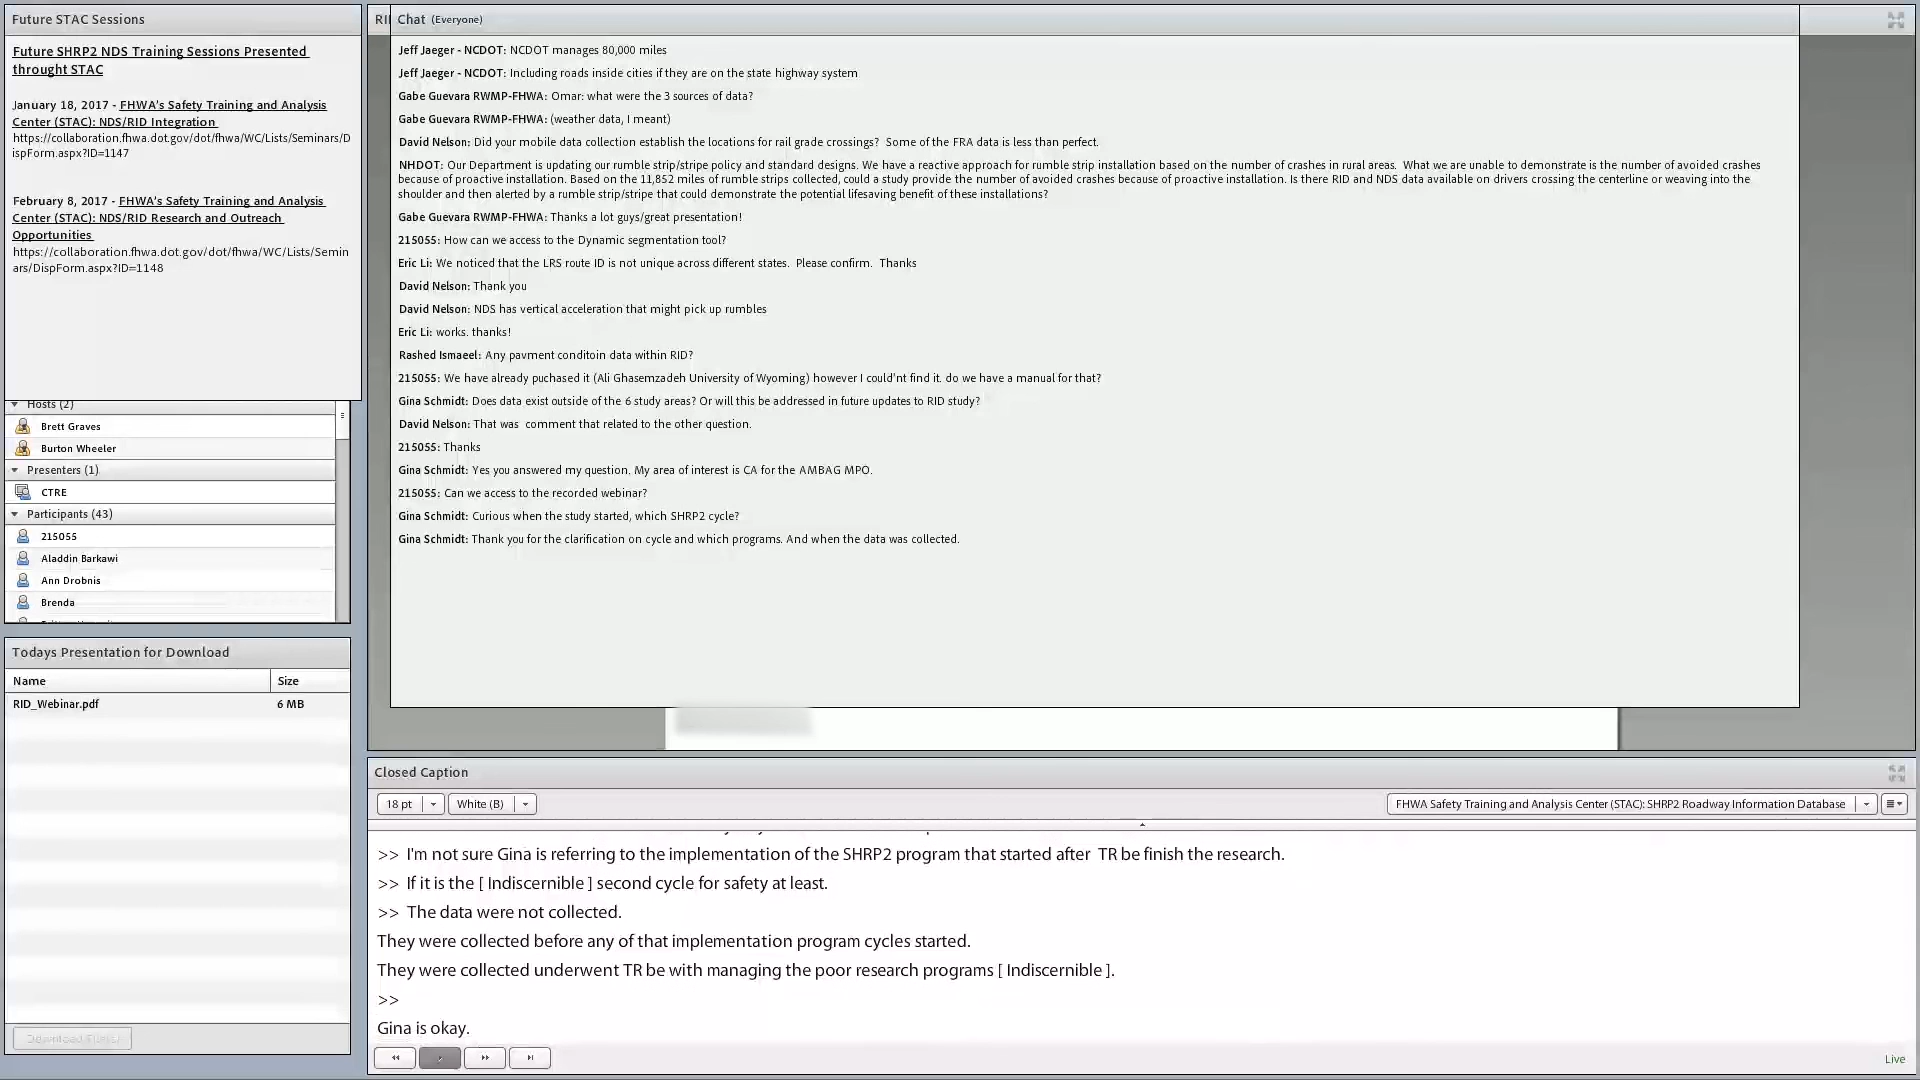 Future STAC Sessions
Future SHRP2 NDS Training Sessions Presented
throught STAC
January 18, 2017 - FHWA's Safety Training and Analysis
Center (STAC): NDS/RID Integration
https://collaboration.fhwa.dot.gov/dot/fhwa/WC/Lists/Seminars/D
ispForm.aspx?ID=1147
February 8, 2017 - FHWA's Safety Training and Analysis
Center (STAC): NDS/RID Research and Outreach
Opportunities
https://collaboration.fhwa.dot.gov/dot/fhwa/WC/Lists/Semin
ars/DispForm.aspx?ID=1148
Hosts (2)
Brett Graves
Burton Wheeler
Presenters (1)
CTRE
Participants (43)
215055
Aladdin Barkawi
Ann Drobnis
Brenda
Todays Presentation for Download
Name Size
RID_Webinar.pdf 6 MB
Chat (Everyone)
Jeff Jaeger - NCDOT: NCDOT manages 80,000 miles
Jeff Jaeger - NCDOT: Including roads inside cities if they are on the state highway system
Gabe Guevara RWMP-FHWA: Omar: what were the 3 sources of data?
Gabe Guevara RWMP-FHWA: (weather data, I meant)
David Nelson: Did your mobile data collection establish the locations for rail grade crossings? Some of the FRA data is less than perfect.
NHDOT: Our Department is updating our rumble strip/stripe policy and standard designs. We have a reactive approach for rumble strip installation based on the number of crashes in rural areas. What we are unable to demonstrate is the number of avoided crashes
because of proactive installation. Based on the 11,852 miles of rumble strips collected, could a study provide the number of avoided crashes because of proactive installation. Is there RID and NDS data available on drivers crossing the centerline or weaving into the
shoulder and then alerted by a rumble strip/stripe that could demonstrate the potential lifesaving benefit of these installations?
Gabe Guevara RWMP-FHWA: Thanks a lot guys/great presentation!
215055: How can we access to the Dynamic segmentation tool?
Eric Li: We noticed that the LRS route ID is not unique across different states. Please confirm. Thanks
David Nelson: Thank you
David Nelson: NDS has vertical acceleration that might pick up rumbles
Eric Li: works. thanks!
Rashed Ismaeel: Any pavment conditoin data within RID?
215055: We have already puchased it (Ali Ghasemzadeh University of Wyoming) however I could'nt find it. do we have a manual for that?
Gina Schmidt: Does data exist outside of the 6 study areas? Or will this be addressed in future updates to RID study?
David Nelson: That was comment that related to the other question.
215055: Thanks
Gina Schmidt: Yes you answered my question. My area of interest is CA for the AMBAG MPO.
215055: Can we access to the recorded webinar?
Gina Schmidt: Curious when the study started, which SHRP2 cycle?
Gina Schmidt: Thank you for the clarification on cycle and which programs. And when the data was collected.
Closed Caption
18 pt White (B) FHWA Safety Training and Analysis Center (STAC): SHRP2 Roadway Information Database
>> I'm not sure Gina is referring to the implementation of the SHRP2 program that started after TR be finish the research.
>> If it is the [ Indiscernible ] second cycle for safety at least.
>> The data were not collected.
They were collected before any of that implementation program cycles started.
They were collected underwent TR be with managing the poor research programs [ Indiscernible ].
>>
Gina is okay.
Live